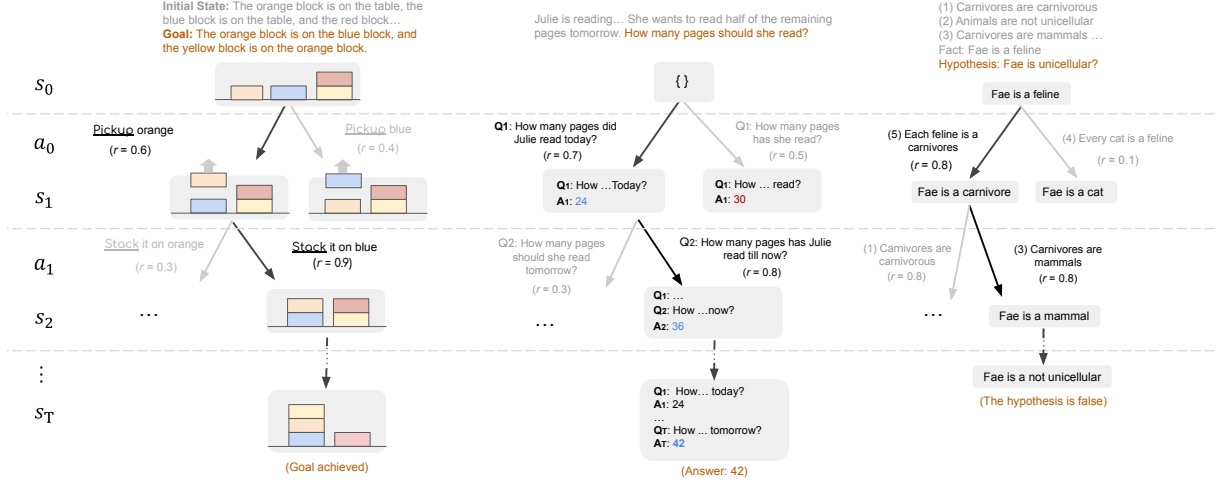 Initial State: The orange block is on the table, the
blue block is on the table, and the red block…
Goal: The orange block is on the blue block, and
the yellow block is on the orange block.
Julie is reading… She wants to read half of the remaining
pages tomorrow. How many pages should she read?
(1) Carnivores are carnivorous
(2) Animals are not unicellular
(3) Carnivores are mammals …
Fact: Fae is a feline
Hypothesis: Fae is unicellular?
s0
{ }
Fae is a feline
a0
Pickup orange
(r = 0.6)
Pickup blue
(r = 0.4)
Q1: How many pages did
Julie read today?
(r = 0.7)
Q1: How many pages
has she read?
(r = 0.5)
(5) Each feline is a
carnivores
(r = 0.8)
(4) Every cat is a feline
(r = 0.1)
s1
Q1: How …Today?
A1: 24
Q1: How … read?
A1: 30
Fae is a carnivore
Fae is a cat
a1
Stack it on orange
(r = 0.3)
Stack it on blue
(r = 0.9)
Q2: How many pages
should she read
tomorrow?
(r = 0.3)
Q2: How many pages has Julie
read till now?
(r = 0.8)
(1) Carnivores are
carnivorous
(r = 0.8)
(3) Carnivores are
mammals
(r = 0.8)
s2
…
…
Q1: …
Q2: How …now?
A2: 36
…
Fae is a mammal
⋮
sT
Q1: How… today?
A1: 24
…
QT: How … tomorrow?
AT: 42
Fae is a not unicellular
(The hypothesis is false)
(Goal achieved)
(Answer: 42)